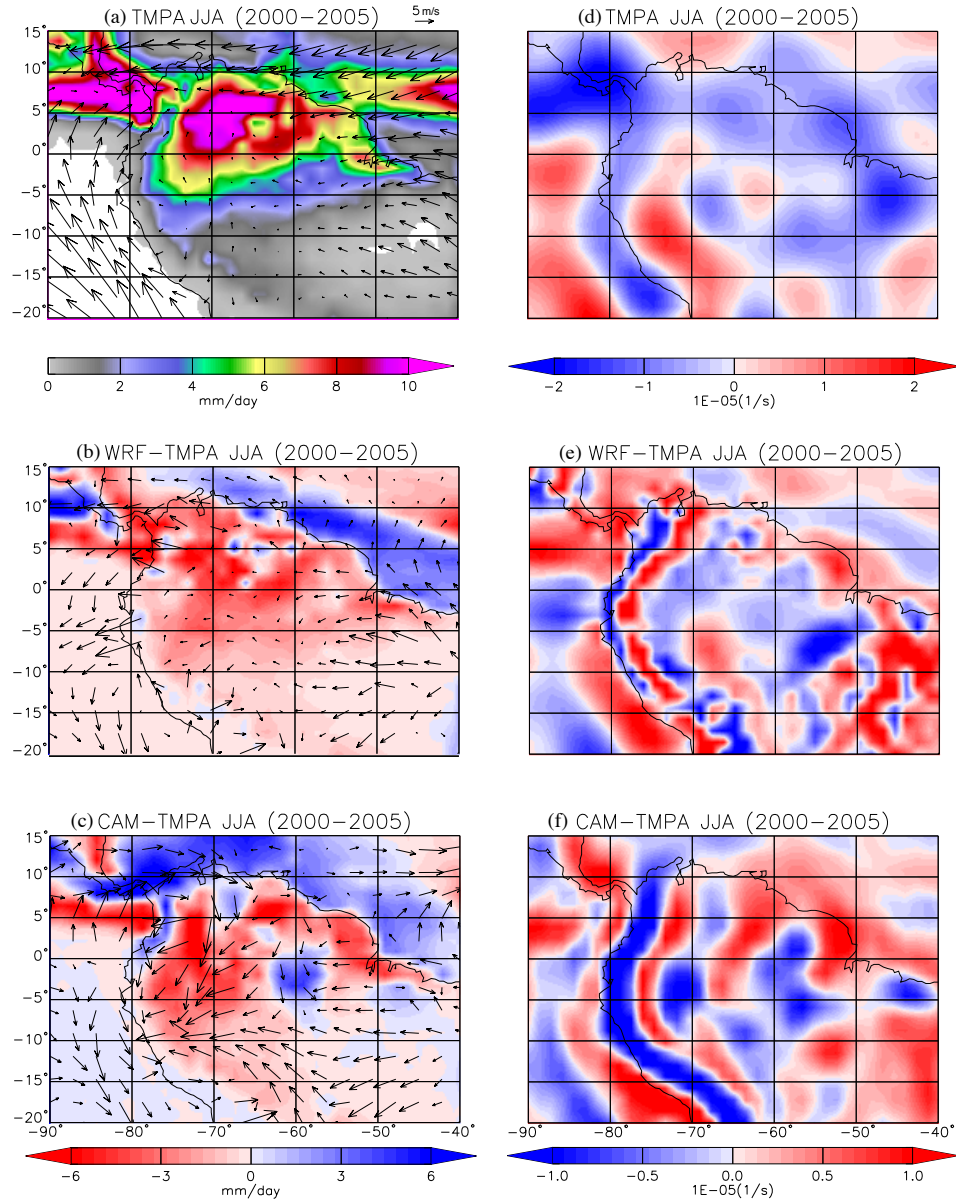 (a) TMPA JJA (2000−2005)
5 m/s
15°
10°
5°
0
−5°
−10°
−15°
−20°
0 2 4 6 8 10
mm/day
(d) TMPA JJA (2000−2005)
−2 −1 0 1 2
1E−05(1/s)
(b) WRF−TMPA JJA (2000−2005)
15°
10°
5°
0
−5°
−10°
−15°
−20°
(e) WRF−TMPA JJA (2000−2005)
(c) CAM−TMPA JJA (2000−2005)
15°
10°
5°
0
−5°
−10°
−15°
−20°
−90 −80 −70 −60 −50 −40
−6 −3 0 3 6
mm/day
(f) CAM−TMPA JJA (2000−2005)
−90 −80 −70 −60 −50 −40
−1.0 −0.5 0.0 0.5 1.0
1E−05(1/s)